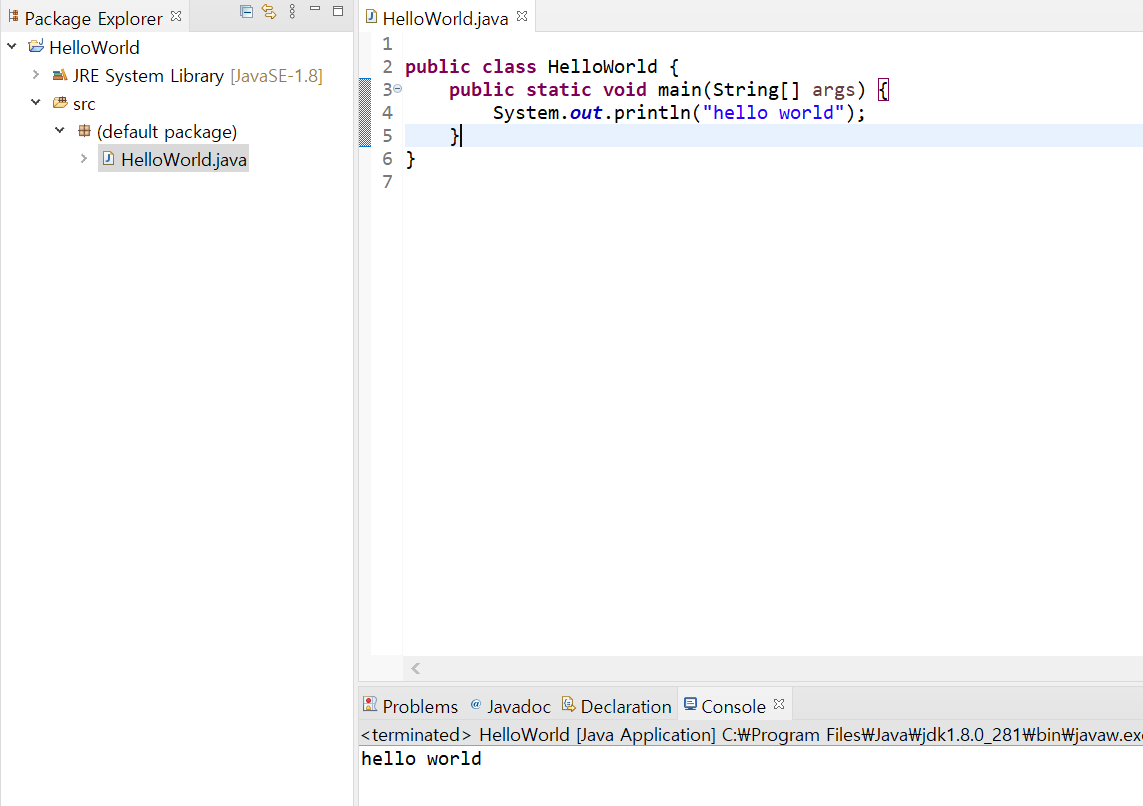 Package Explorer
HelloWorld
JRE System Library [JavaSE-1.8]
src
(default package)
HelloWorld.java
HelloWorld.java
1
2 public class HelloWorld {
3 public static void main(String[] args) {
4 System.out.println("hello world");
5 }
6 }
7
Problems @ Javadoc Declaration Console
<terminated> HelloWorld [Java Application] C:₩Program Files₩Java₩jdk1.8.0_281₩bin₩javaw.exe
hello world